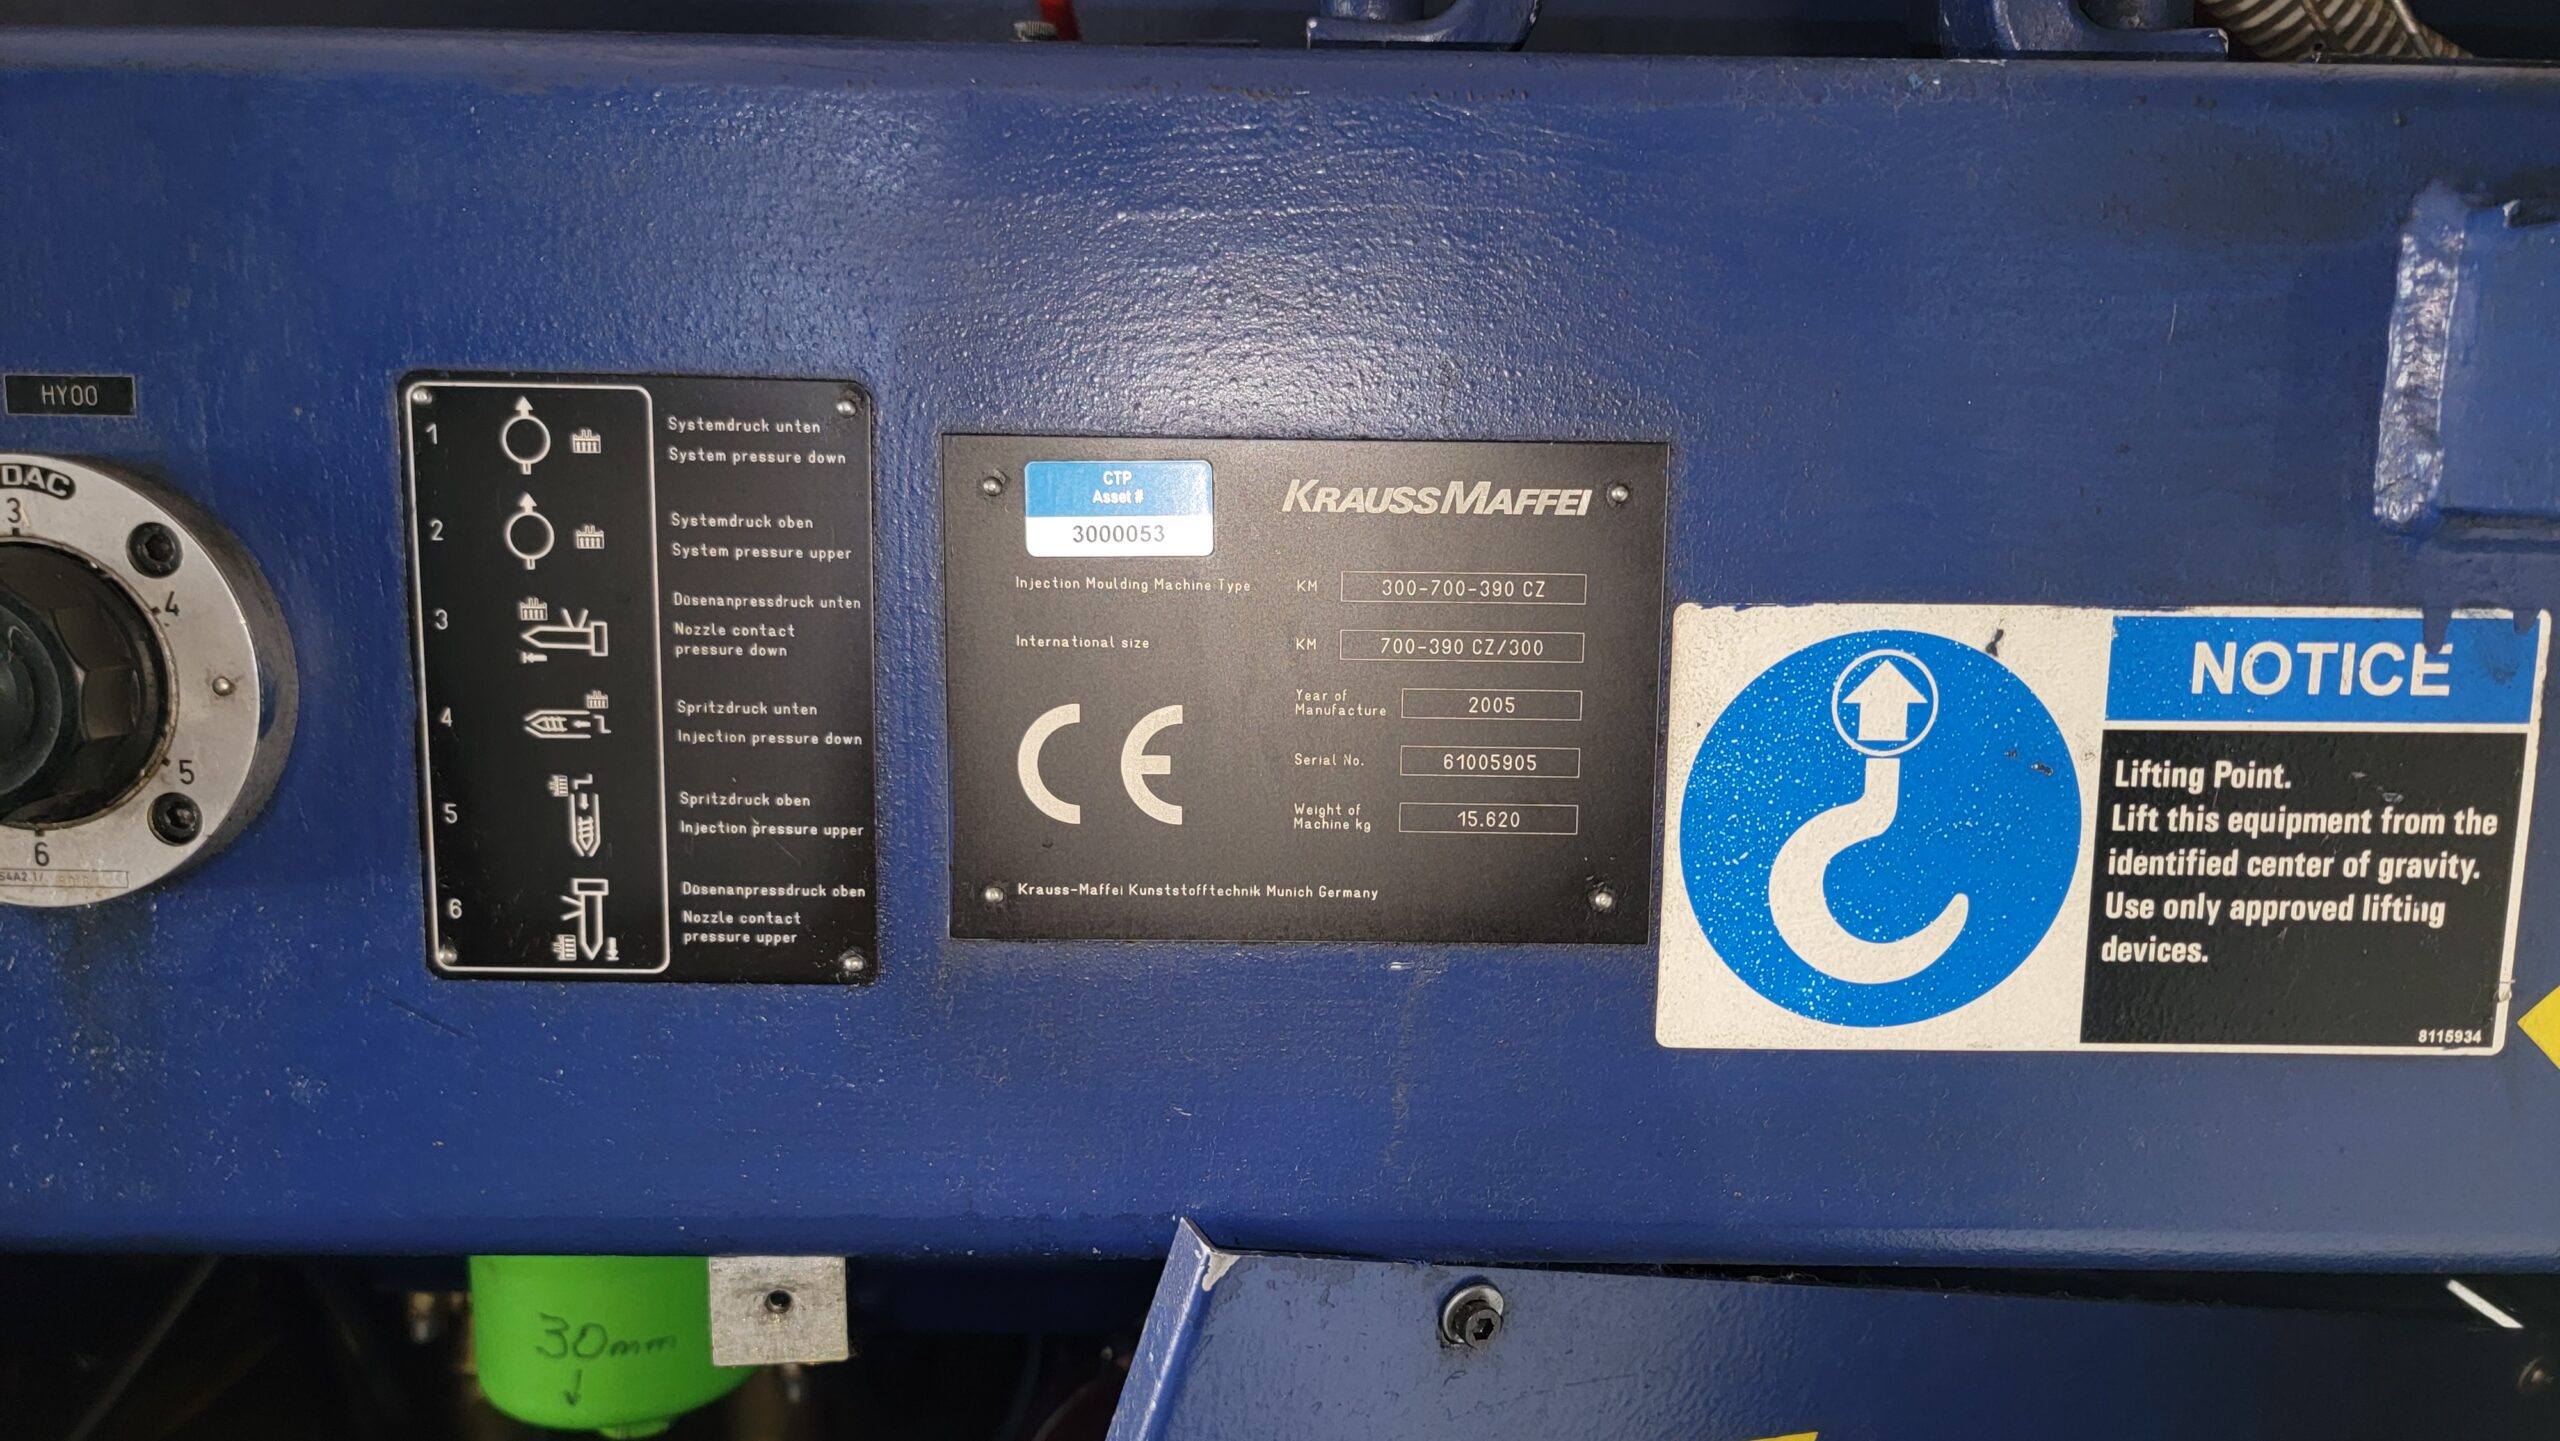 HY00
DAC
3
4
5
6
1
Systemdruck unten
System pressure down
2
Systemdruck oben
System pressure upper
3
Düsenanpressdruck unten
Nozzle contact
pressure down
4
Spritzdruck unten
Injection pressure down
5
Spritzdruck oben
Injection pressure upper
6
Düsenanpressdruck oben
Nozzle contact
pressure upper
CTP
Asset #
3000053
KRAUSSMAFFEI
Injection Moulding Machine Type KM 300-700-390 CZ
International size KM 700-390 CZ/300
CE
Year of
Manufacture 2005
Serial No. 61005905
Weight of
Machine kg 15.620
Krauss-Maffei Kunststofftechnik Munich Germany
NOTICE
Lifting Point.
Lift this equipment from the
identified center of gravity.
Use only approved lifting
devices.
8115934
30mm